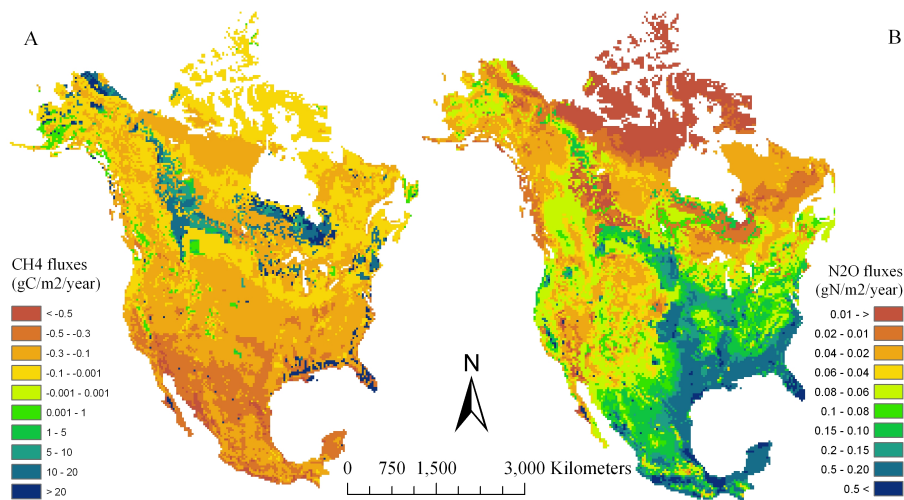 A
B
CH4 fluxes
(gC/m2/year)
< -0.5
-0.5 - -0.3
-0.3 - -0.1
-0.1 - -0.001
-0.001 - 0.001
0.001 - 1
1 - 5
5 - 10
10 - 20
> 20
N
0 750 1,500 3,000 Kilometers
N2O fluxes
(gN/m2/year)
0.01 - >
0.02 - 0.01
0.04 - 0.02
0.06 - 0.04
0.08 - 0.06
0.1 - 0.08
0.15 - 0.10
0.2 - 0.15
0.5 - 0.20
0.5 <